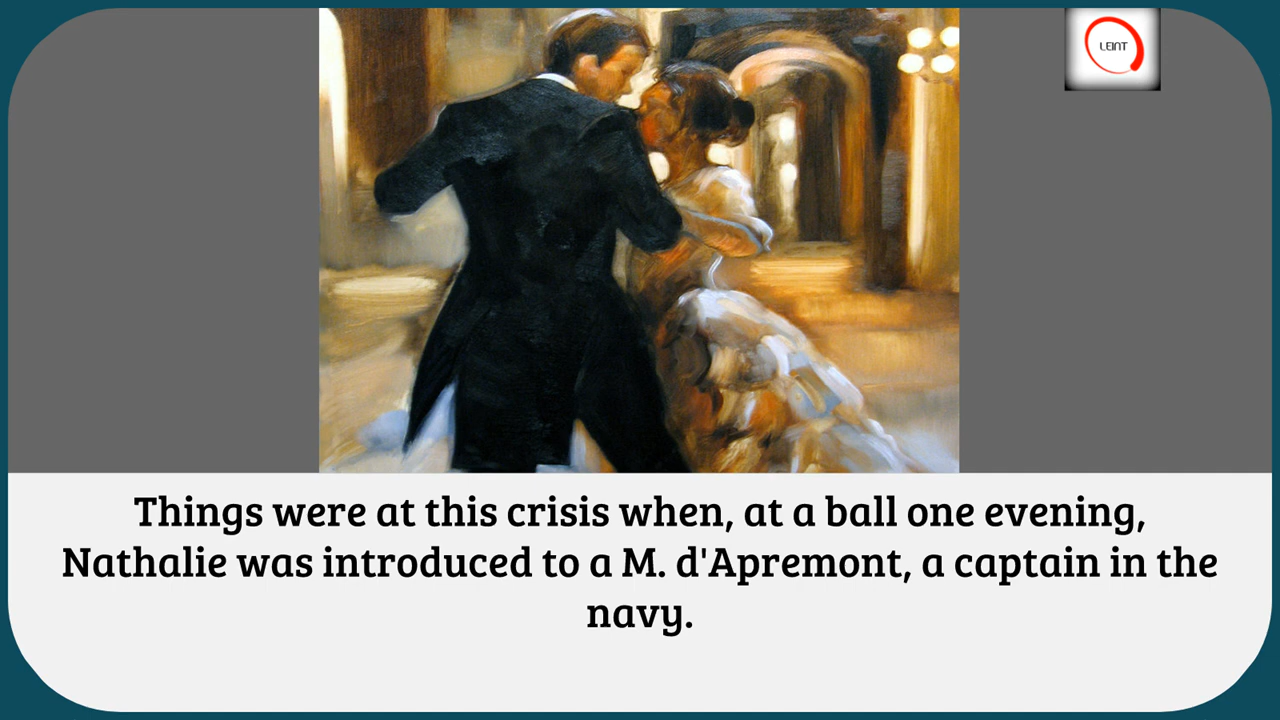 LEINT
Things were at this crisis when, at a ball one evening,
Nathalie was introduced to a M. d'Apremont, a captain in the
navy.